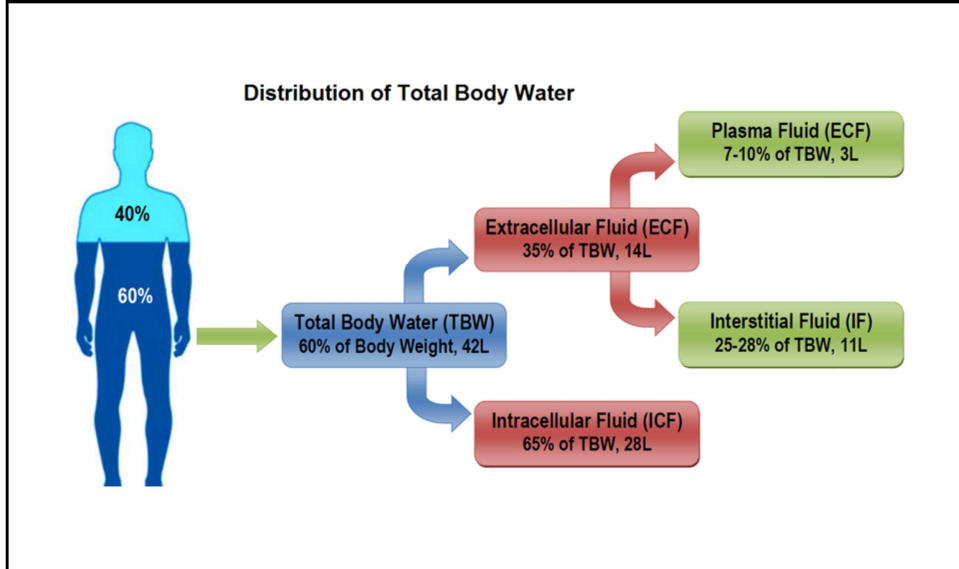 Distribution of Total Body Water
40%
60%
Total Body Water (TBW)
60% of Body Weight, 42L
Extracellular Fluid (ECF)
35% of TBW, 14L
Intracellular Fluid (ICF)
65% of TBW, 28L
Plasma Fluid (ECF)
7-10% of TBW, 3L
Interstitial Fluid (IF)
25-28% of TBW, 11L